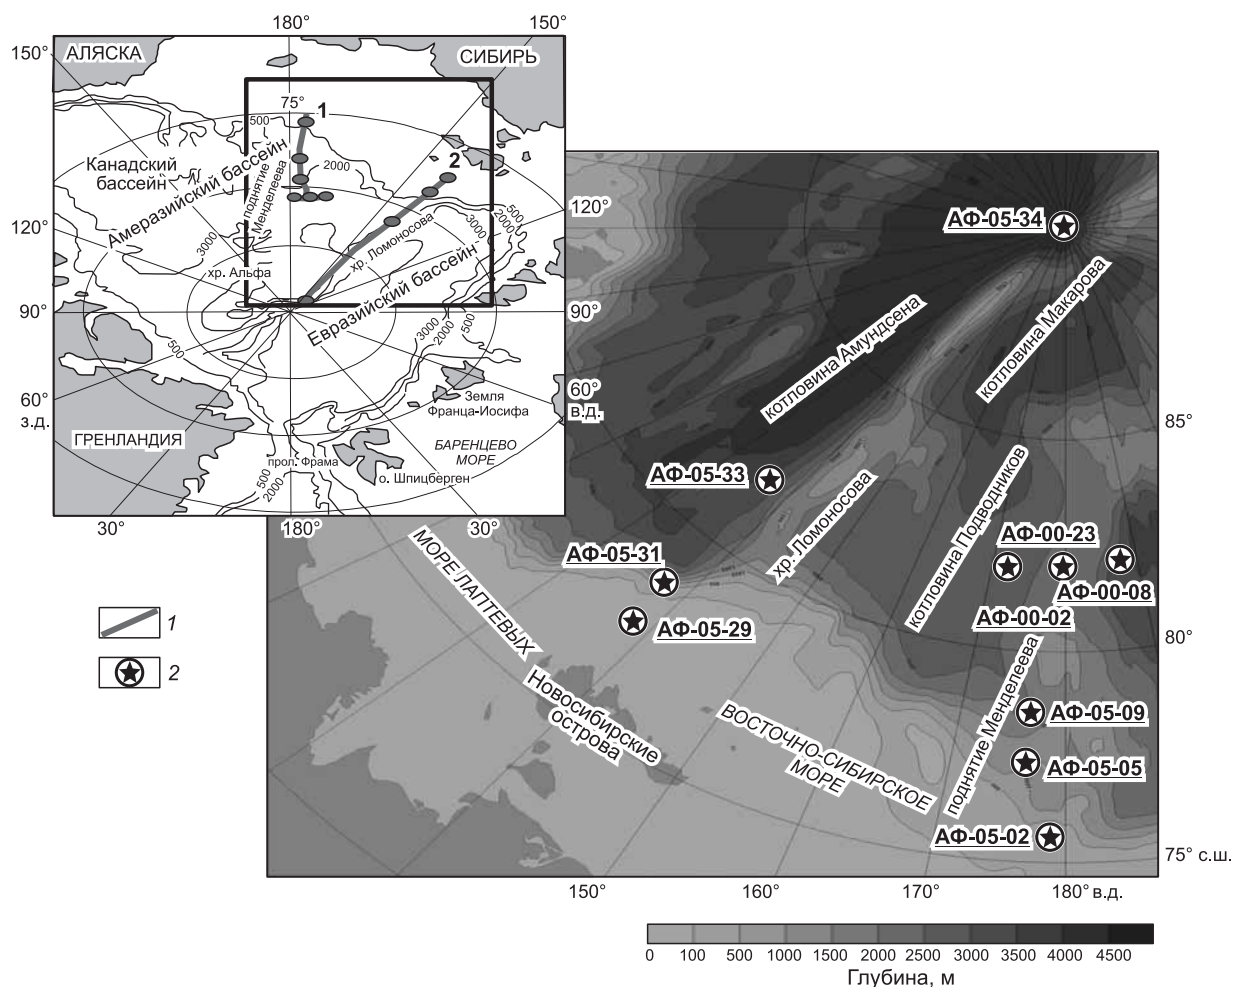 180°
150°
150°
АЛЯСКА
СИБИРЬ
75°
1
500
2
2000
Канадский
бассейн
Амеразийский бассейн
поднятие
Менделеева
120°
120°
500
2000
3000
3000
хр. Ломоносова
хр. Альфа
Евразийский бассейн
90°
90°
500
3000
2000
500
60°
з.д.
60°
в.д.
Земля
Франца-Иосифа
ГРЕНЛАНДИЯ
БАРЕНЦЕВО
МОРЕ
прол. Фрама
о. Шпицберген
500
2000
30°
180°
30°
АФ-05-34
котловина Амундсена
котловина Макарова
85°
АФ-05-33
хр. Ломоносова
котловина Подводников
АФ-00-23
АФ-05-31
АФ-00-08
АФ-00-02
АФ-05-29
80°
МОРЕ ЛАПТЕВЫХ
Новосибирские
острова
ВОСТОЧНО-СИБИРСКОЕ
МОРЕ
поднятие Менделеева
АФ-05-09
АФ-05-05
АФ-05-02
75° с.ш.
1
2
150°
160°
170°
180° в.д.
0 100 500 1000 1500 2000 2500 3000 3500 4000 4500
Глубина, м